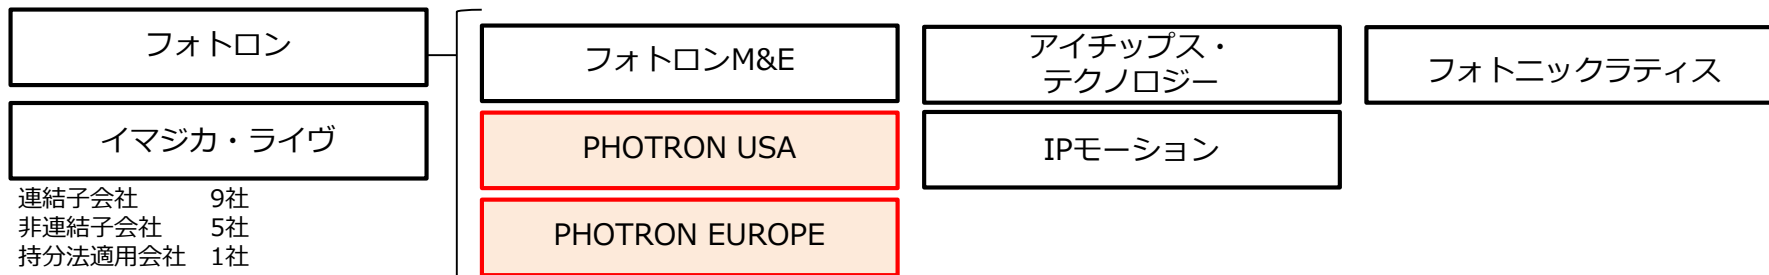 フォトロン
イマジカ・ライヴ
連結子会社 9社
非連結子会社 5社
持分法適用会社 1社
フォトロンM&E
PHOTRON USA
PHOTRON EUROPE
アイチップス・
テクノロジー
IPモーション
フォトニックラティス